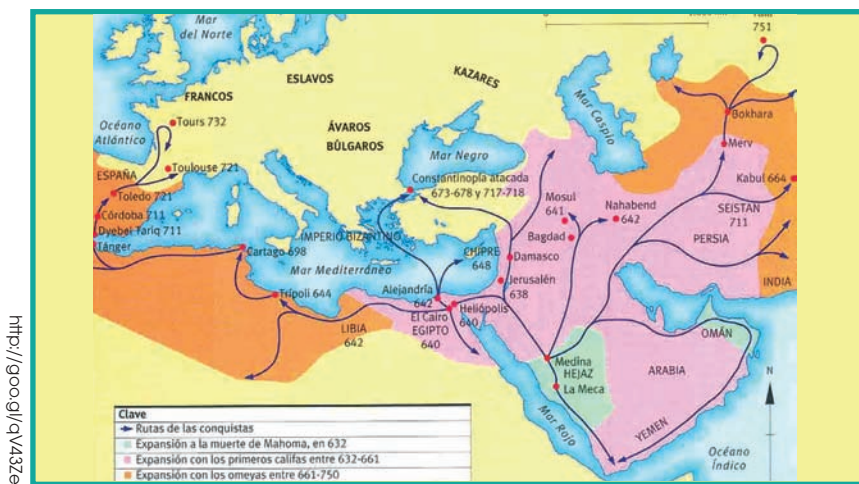 751
Mar
del Norte
ESLAVOS
KAZARES
FRANCOS
Océano
Atlántico
Tours 732
ÁVAROS
BÛLGAROS
Mar Negro
Mar Caspio
Bokhara
Merv
Toulouse 721
ESPAÑA
Toledo 721
Córdoba 711
Dyebel Tariq 711
Tánger
Constantinopla atacada
673-678 y 717-718
Mosul
641
Nahabend
642
Kabul 664
SEISTAN
711
PERSIA
Bagdad
IMPERIO BIZANTINO
CHIPRE
648
Damasco
Cartago 698
Mar Mediterráneo
Jerusalén
638
INDIA
Trípoli 644
Alejandría
642
Heliópolis
640
El Cairo
EGIPTO
640
LIBIA
642
OMÁN
Medina
HEJAZ
La Meca
ARABIA
N
Mar Rojo
YEMEN
Océano
Índico
Clave
Rutas de las conquistas
Expansión a la muerte de Mahoma, en 632
Expansión con los primeros califas entre 632-661
Expansión con los omeyas entre 661-750
http://goo.gl/qV43Ze